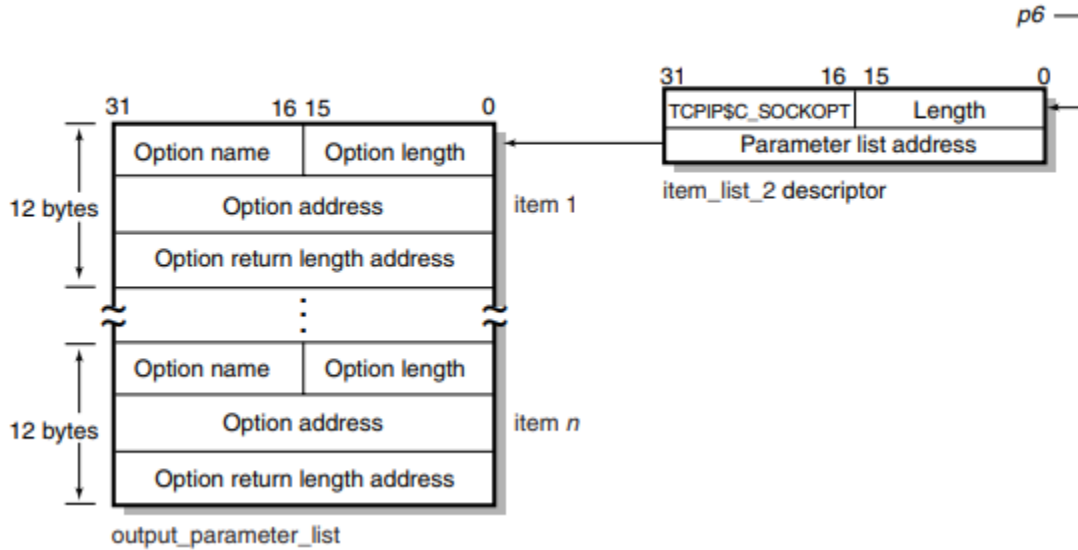 p6
31 16 15 0
TCPIP$C_SOCKOPT Length
Parameter list address
item_list_2 descriptor
31 16 15 0
Option name Option length
Option address
Option return length address
12 bytes
item 1
Option name Option length
Option address
Option return length address
12 bytes
item n
output_parameter_list